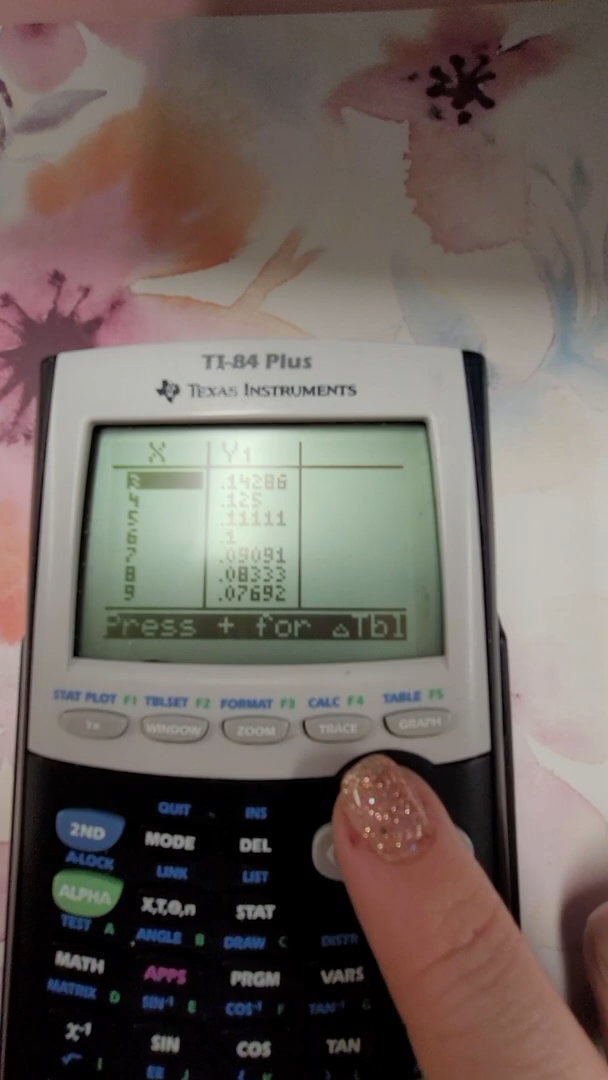 TI-84 Plus
TEXAS INSTRUMENTS
X Y1
3 .14286
4 .125
5 .11111
6 .1
7 .09091
8 .08333
9 .07692
Press + for △Tbl
STAT PLOT F1 TBLSET F2 FORMAT F3 CALC F4 TABLE F5
Y= WINDOW ZOOM TRACE GRAPH
QUIT INS
2ND MODE DEL
A-LOCK LINK LIST
ALPHA X,T,Θ,n STAT
TEST A ANGLE B DRAW C DISTR
MATH APPS PRGM VARS
MATRIX D SIN⁻¹ E COS⁻¹ F TAN⁻¹ G
X⁻¹ SIN COS TAN
√ I EE J